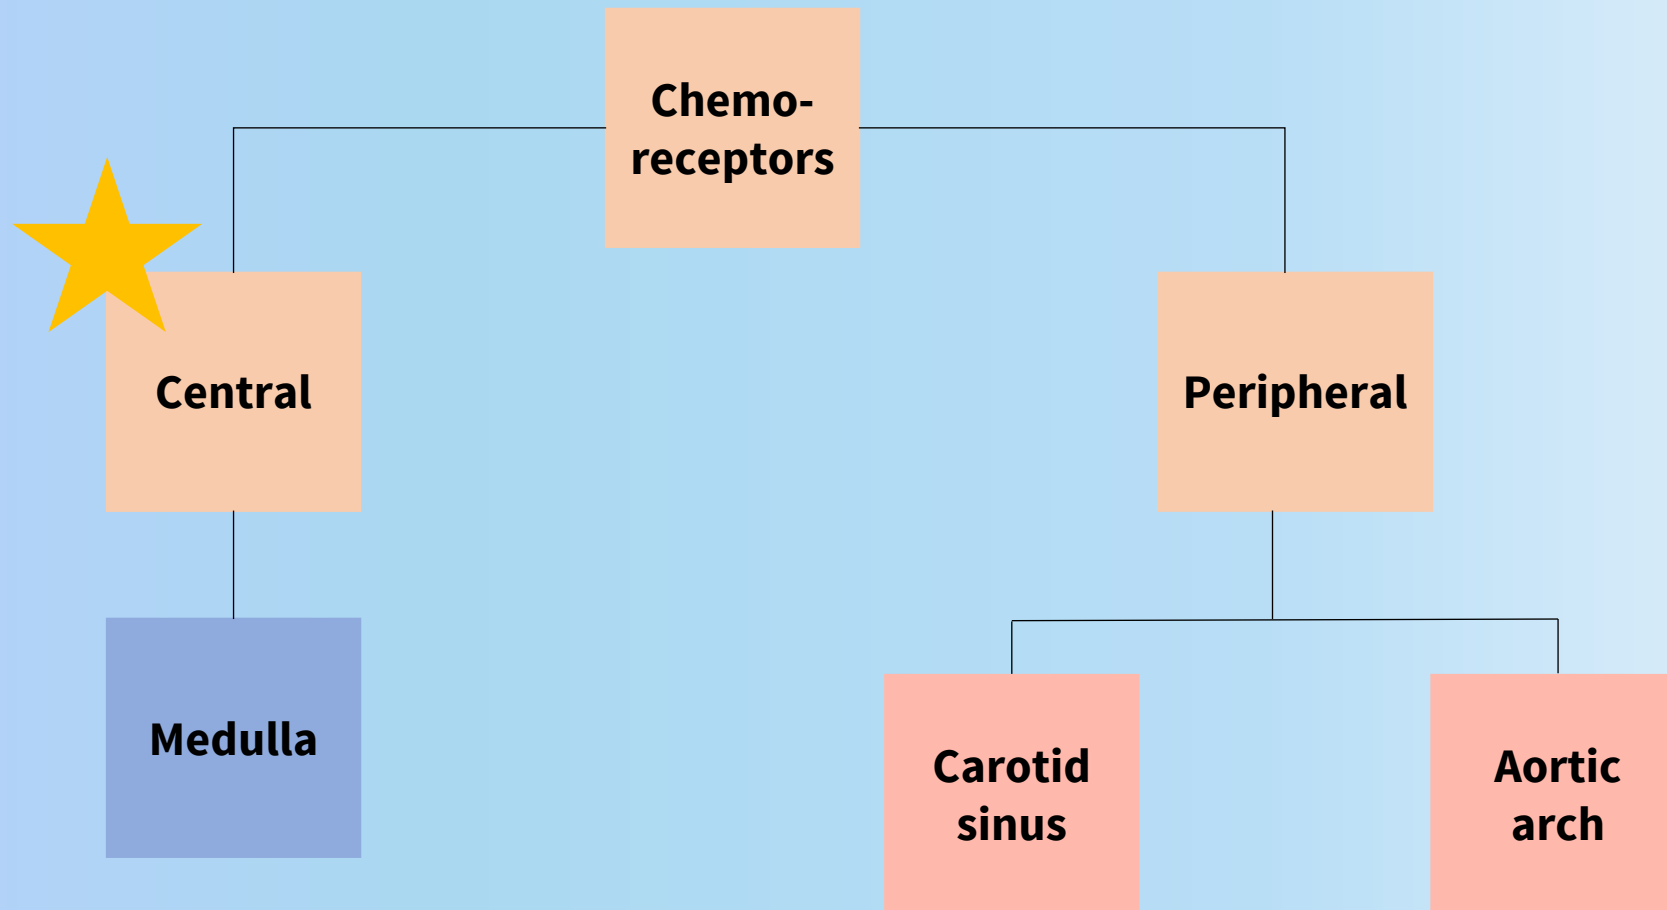 Chemo-
receptors
Central
Peripheral
Medulla
Carotid
sinus
Aortic
arch